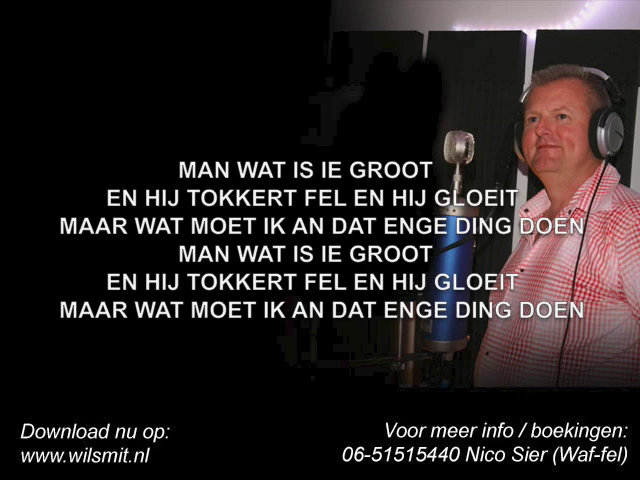 MAN WAT IS IE GROOT
EN HIJ TOKKERT FEL EN HIJ GLOEIT
MAAR WAT MOET IK AN DAT ENGE DING DOEN
MAN WAT IS IE GROOT
EN HIJ TOKKERT FEL EN HIJ GLOEIT
MAAR WAT MOET IK AN DAT ENGE DING DOEN
Download nu op:
www.wilsmit.nl
Voor meer info / boekingen:
06-51515440 Nico Sier (Waf-fel)